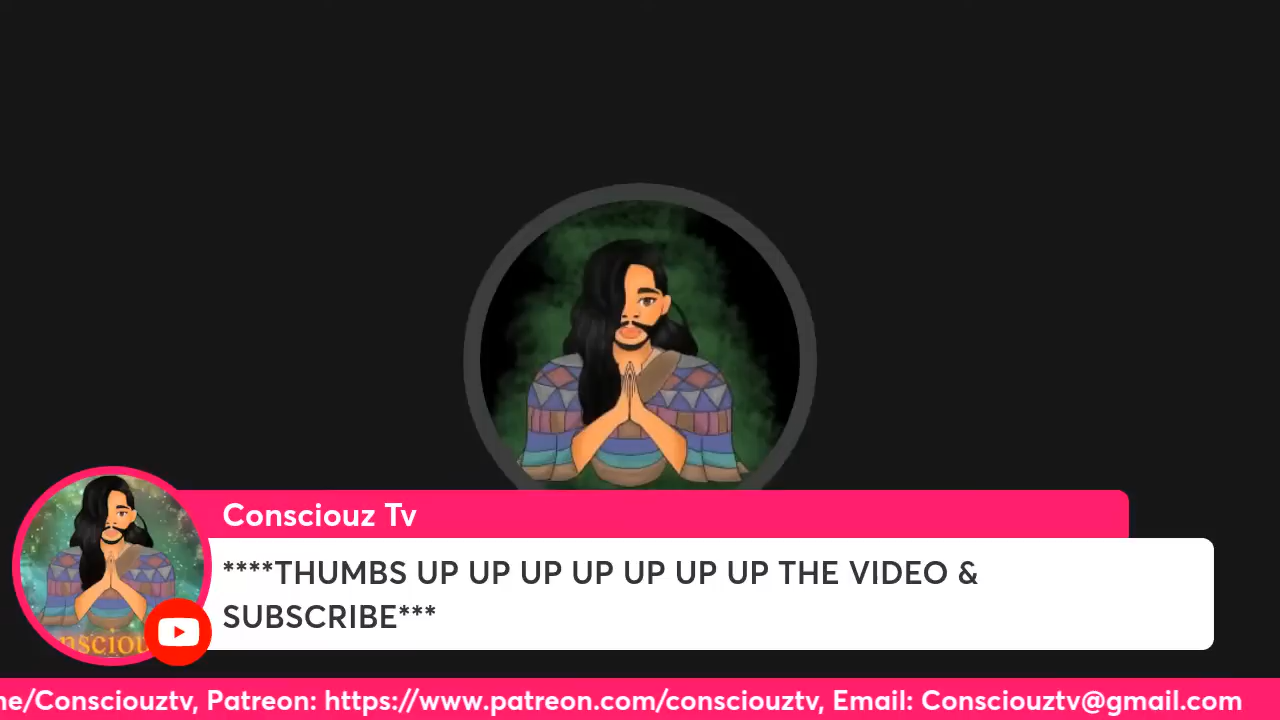 Consciouz Tv
****THUMBS UP UP UP UP UP UP UP THE VIDEO &
SUBSCRIBE***
nsciou
ne/Consciouztv, Patreon: https://www.patreon.com/consciouztv, Email: Consciouztv@gmail.com